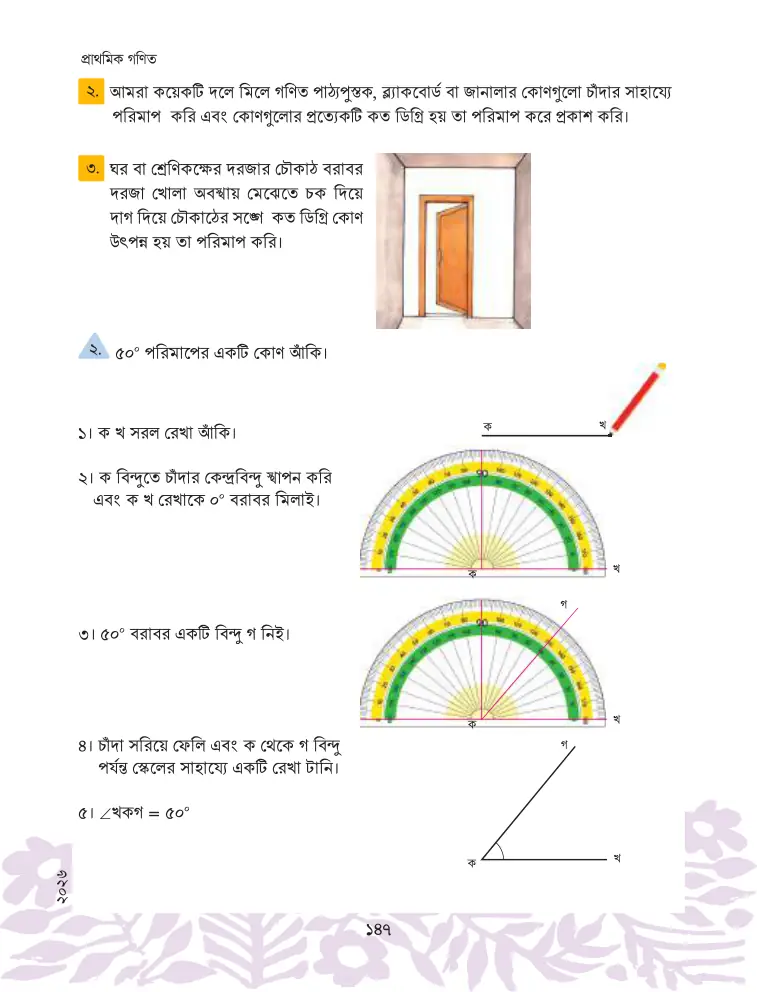 প্রাথমিক গণিত
২. আমরা কয়েকটি দলে মিলে গণিত পাঠ্যপুস্তক, ব্ল্যাকবোর্ড বা জানালার কোণগুলো চাঁদার সাহায্যে
পরিমাপ করি এবং কোণগুলোর প্রত্যেকটি কত ডিগ্রি হয় তা পরিমাপ করে প্রকাশ করি।
৩. ঘর বা শ্রেণিকক্ষের দরজার চৌকাঠ বরাবর
দরজা খোলা অবস্থায় মেঝেতে চক দিয়ে
দাগ দিয়ে চৌকাঠের সঙ্গে কত ডিগ্রি কোণ
উৎপন্ন হয় তা পরিমাপ করি।
২. ৫০° পরিমাপের একটি কোণ আঁকি।
১। ক খ সরল রেখা আঁকি।
ক খ
২। ক বিন্দুতে চাঁদার কেন্দ্রবিন্দু স্থাপন করি
এবং ক খ রেখাকে ০° বরাবর মিলাই।
90
ক খ
৩। ৫০° বরাবর একটি বিন্দু গ নিই।
গ
90
ক খ
৪। চাঁদা সরিয়ে ফেলি এবং ক থেকে গ বিন্দু
পর্যন্ত স্কেলের সাহায্যে একটি রেখা টানি।
গ
৫। ∠খকগ = ৫০°
ক খ
২০২৬
১৪৭